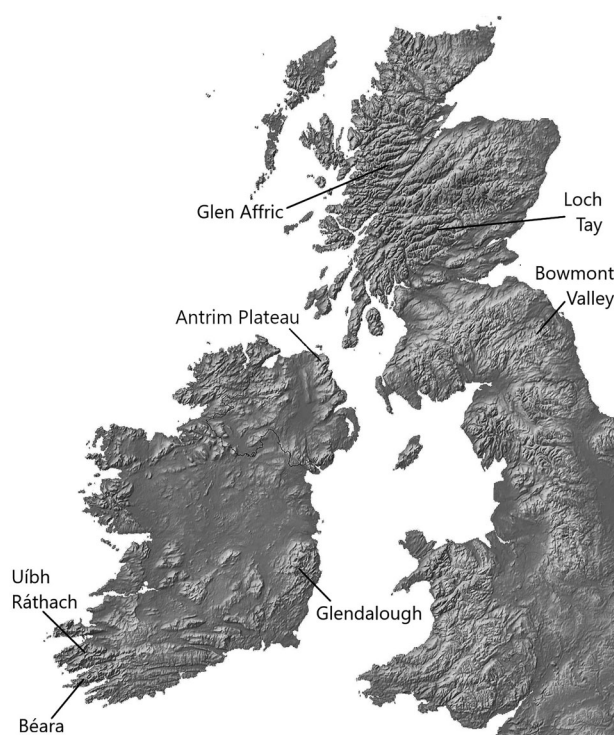 Glen Affric
Loch
Tay
Bowmont
Valley
Antrim Plateau
Uíbh
Ráthach
Glendalough
Béara